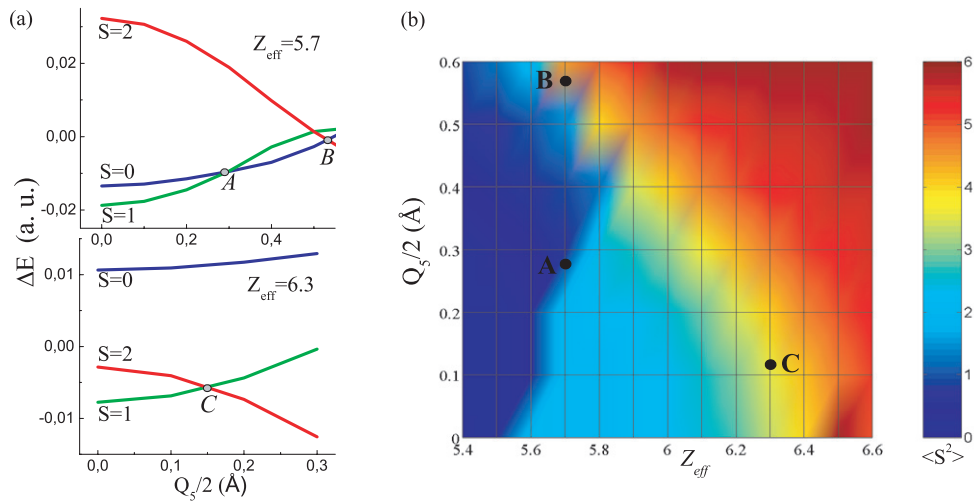 (a)
S=2
Z_eff=5.7
0,02
0,00
S=0
A
B
-0,02
S=1
0,0 0,2 0,4
ΔE (a. u.)
S=0
0,01
Z_eff=6.3
0,00
S=2
C
S=1
-0,01
0,0 0,1 0,2 0,3
Q_5/2 (Å)
(b)
0.6
0.5
0.4
0.3
0.2
0.1
0
Q_5/2 (Å)
B
A
C
5.4 5.6 5.8 6 6.2 6.4 6.6
Z_eff
6
5
4
3
2
1
0
<S^2>